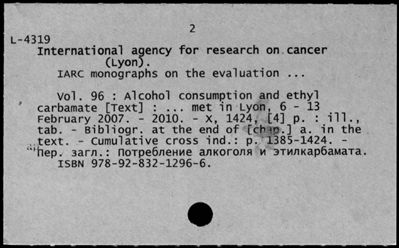 2
L-4319
International agency for research on cancer
(Lyon).
IARC monographs on the evaluation ...
Vol. 96 : Alcohol consumption and ethyl
carbamate [Text] : ... met in Lyon, 6 - 13
February 2007. - 2010. - X, 1424, [4] p. : ill.,
tab. - Bibliogr. at the end of [chap.] a. in the
text. - Cumulative cross ind.: p. 1385-1424. -
Пер. загл.: Потребление алкоголя и этилкарбамата.
ISBN 978-92-832-1296-6.